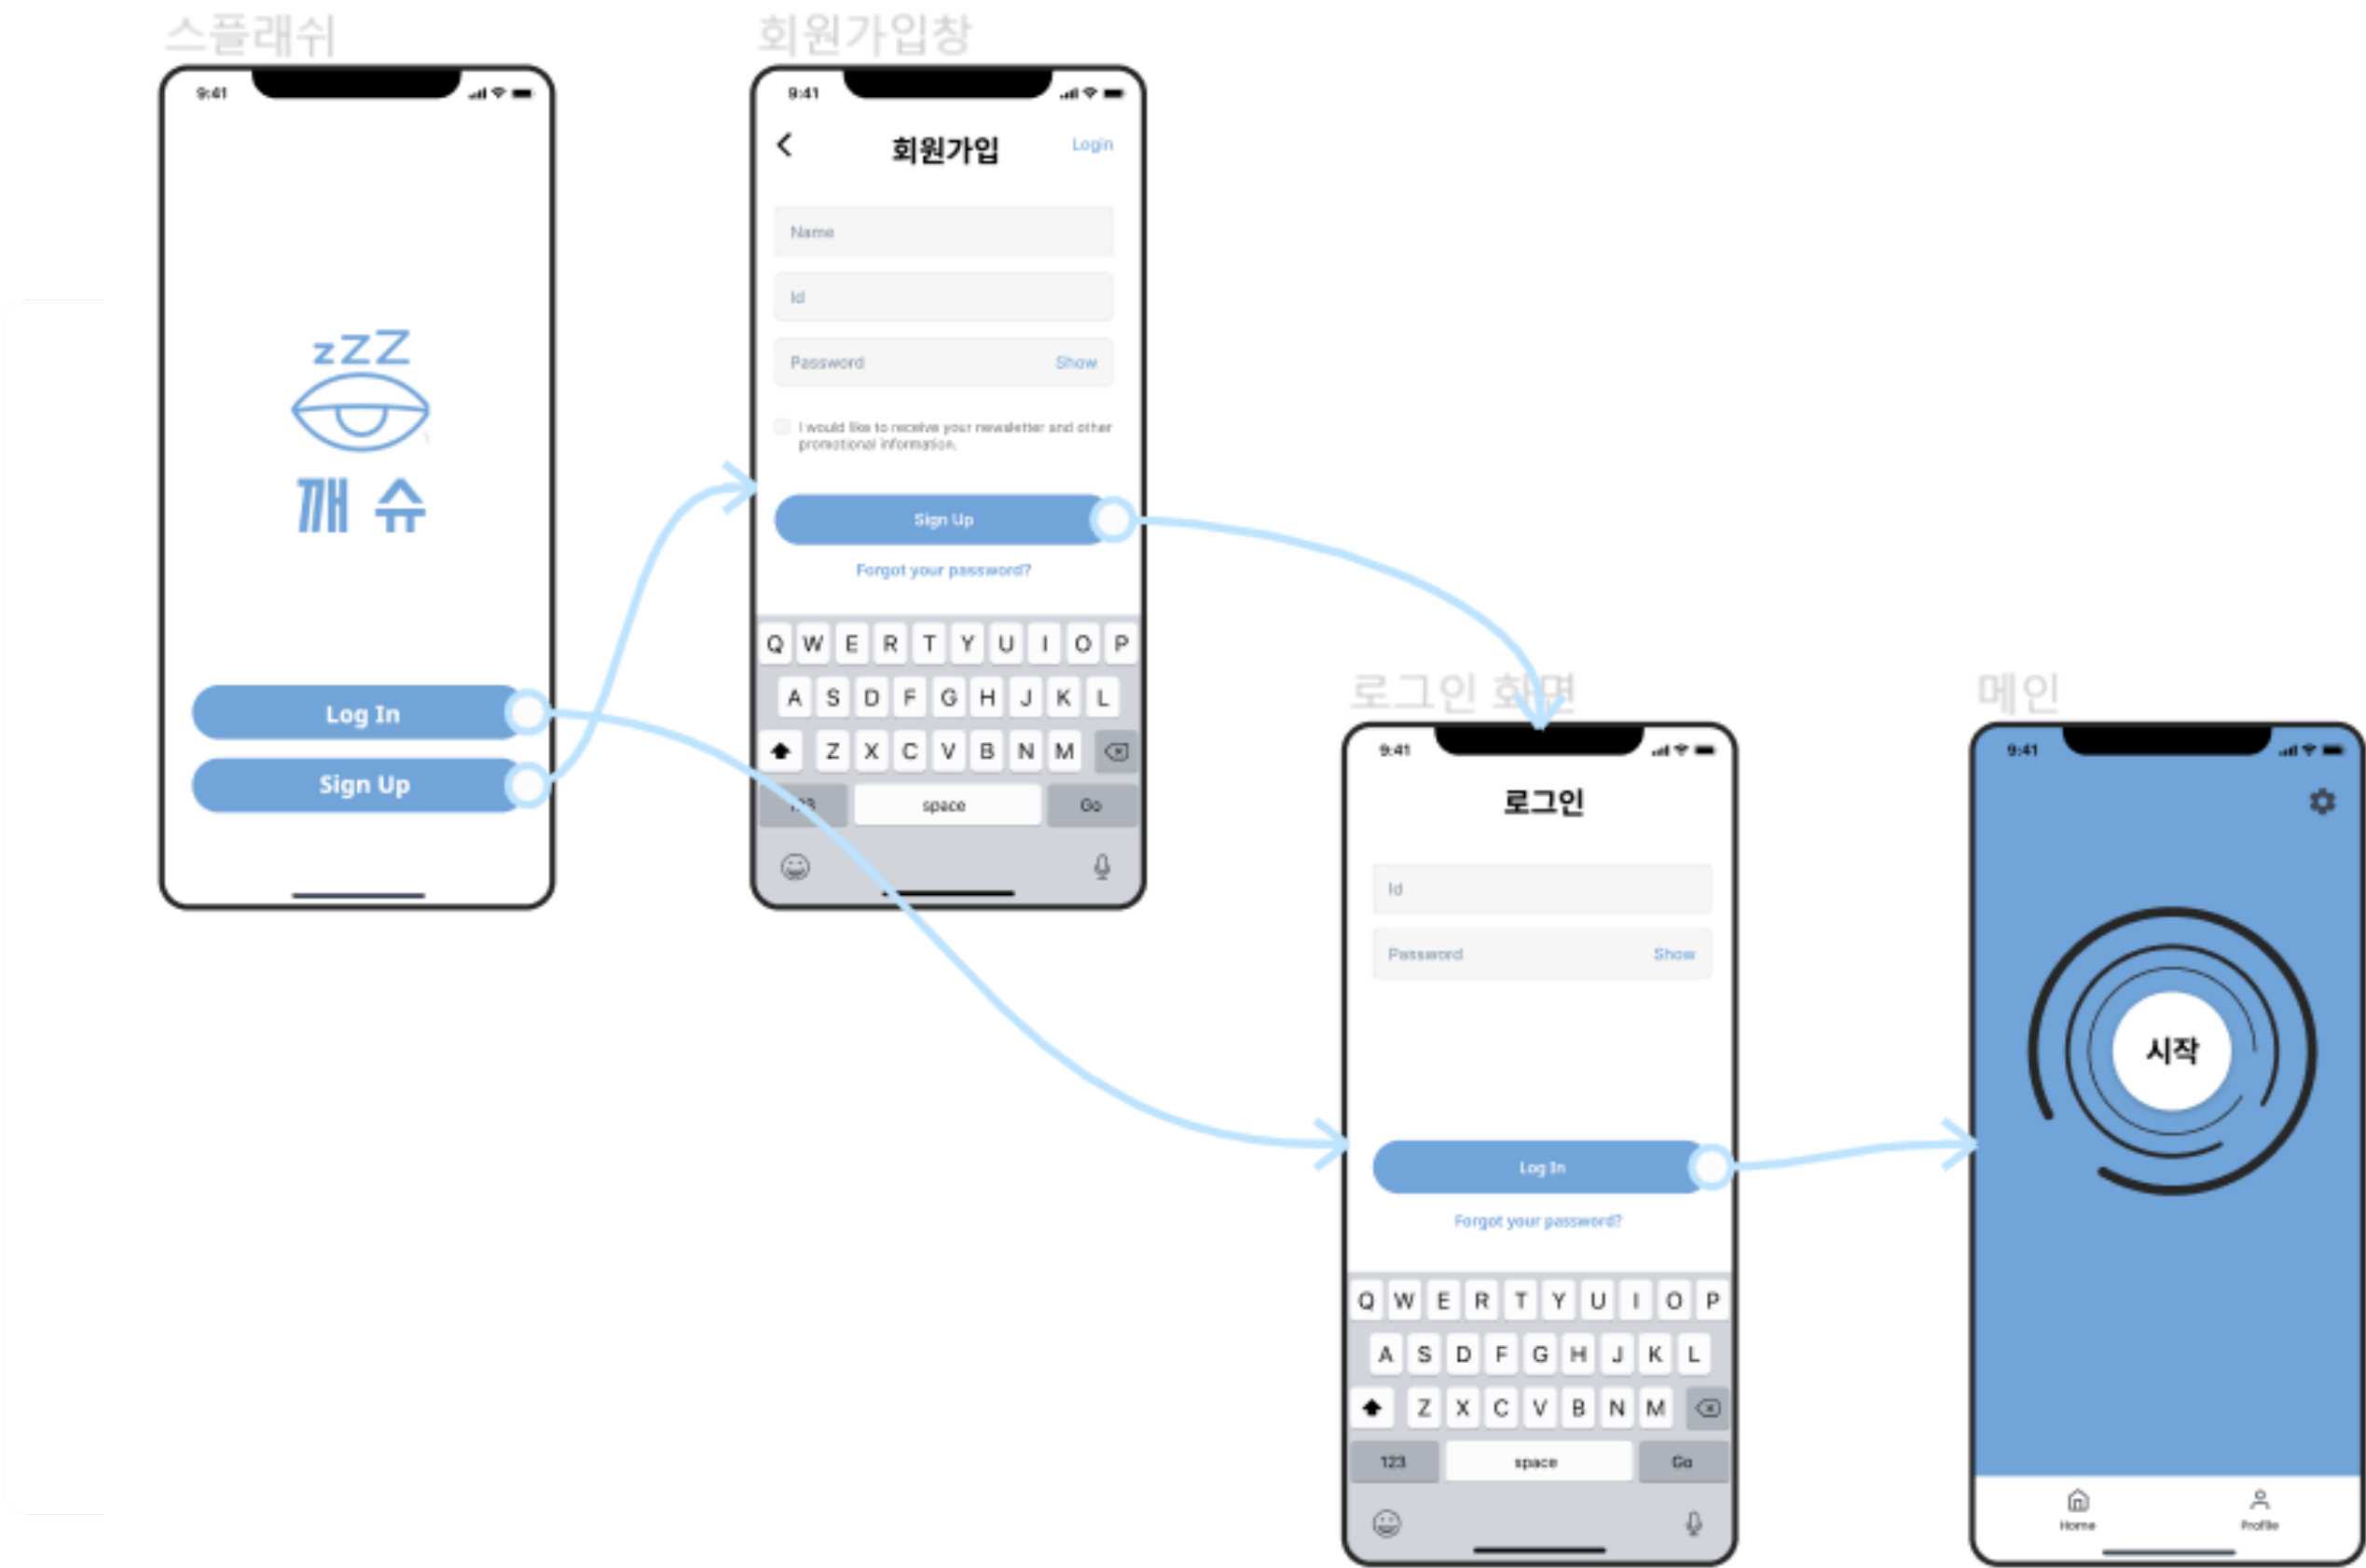 스플래쉬
9:41
zZZ
깨슈
Log In
Sign Up
회원가입창
9:41
회원가입
Login
Name
Id
Password
Show
I would like to receive your newsletter and other
promotional information.
Sign Up
Forgot your password?
Q W E R T Y U I O P
A S D F G H J K L
Z X C V B N M
123 space Go
로그인 화면
9:41
로그인
Id
Password
Show
Log In
Forgot your password?
Q W E R T Y U I O P
A S D F G H J K L
Z X C V B N M
123 space Go
메인
9:41
시작
Home
Profile